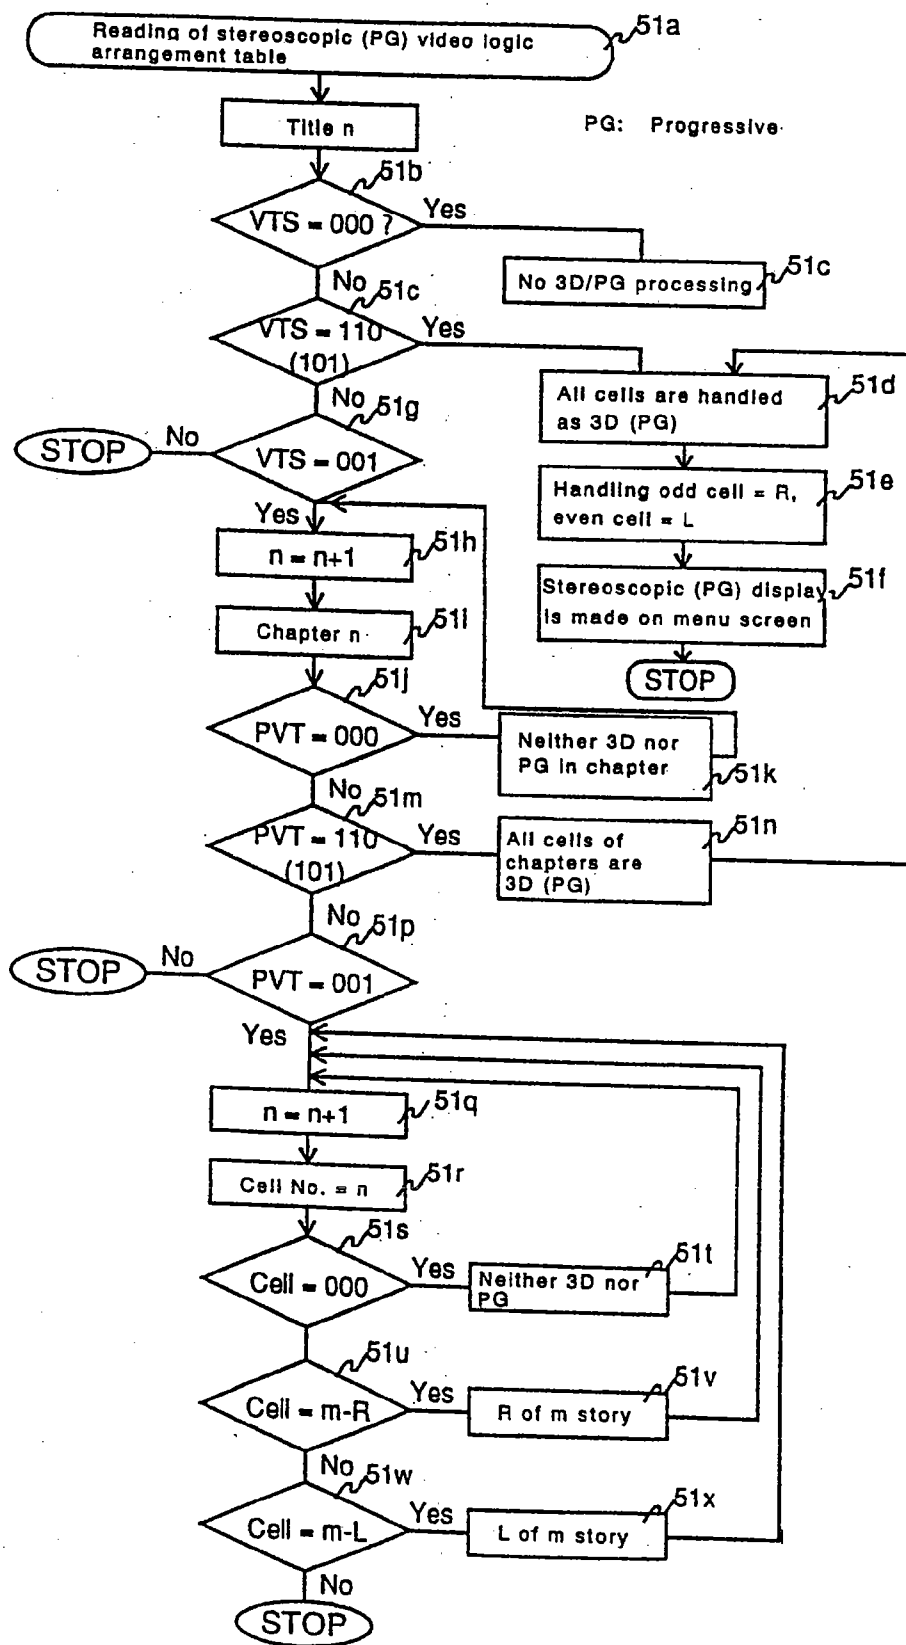 Reading of stereoscopic (PG) video logic
arrangement table
51a
Title n
PG: Progressive
51b
VTS = 000 ?
Yes
No
51c
No 3D/PG processing
51c
VTS = 110
(101)
Yes
No
51d
All cells are handled
as 3D (PG)
51g
VTS = 001
No
STOP
Yes
51e
Handling odd cell = R,
even cell = L
51h
n = n+1
51f
Stereoscopic (PG) display
is made on menu screen
STOP
51i
Chapter n
51j
PVT = 000
Yes
No
Neither 3D nor
PG in chapter
51k
51m
PVT = 110
(101)
Yes
No
51n
All cells of
chapters are
3D (PG)
51p
PVT = 001
No
STOP
Yes
51q
n = n+1
51r
Cell No. = n
51s
Cell = 000
Yes
51t
Neither 3D nor
PG
51u
Cell = m-R
Yes
No
51v
R of m story
51w
Cell = m-L
Yes
No
51x
L of m story
STOP